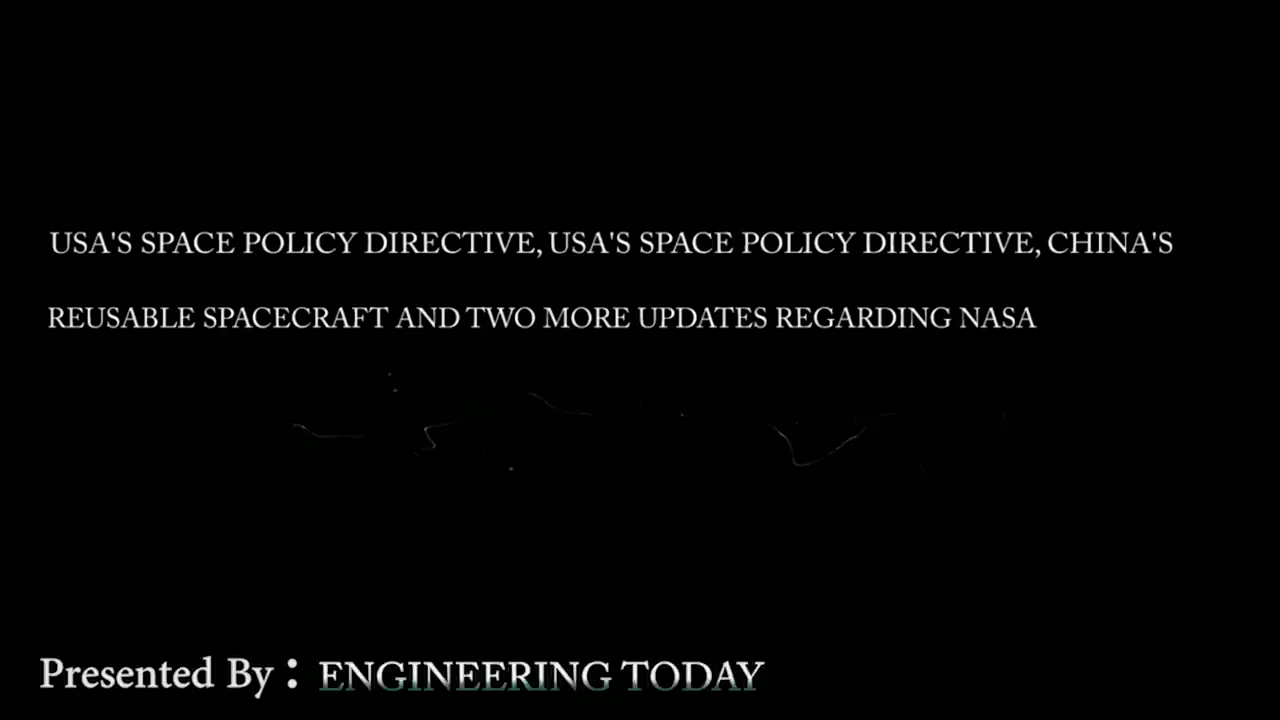 USA'S SPACE POLICY DIRECTIVE, USA'S SPACE POLICY DIRECTIVE, CHINA'S
REUSABLE SPACECRAFT AND TWO MORE UPDATES REGARDING NASA
Presented By : ENGINEERING TODAY